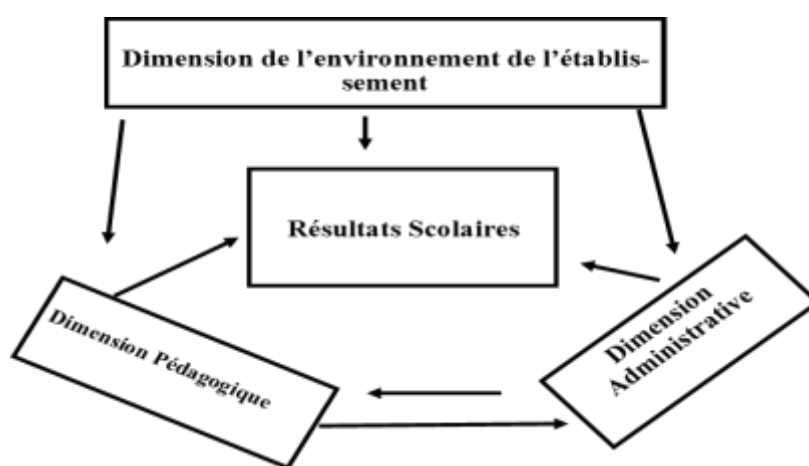 Dimension de l'environnement de l'établis-
sement
Résultats Scolaires
Dimension Pédagogique
Dimension
Administrative